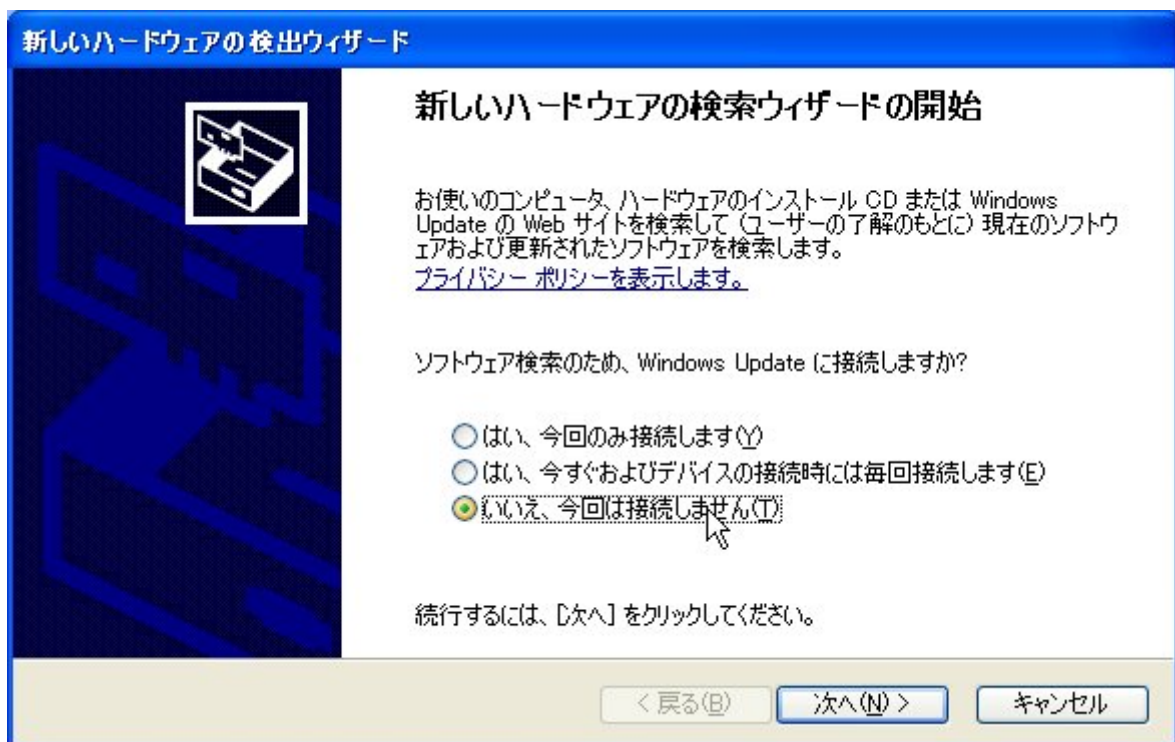 新しいハードウェアの検出ウィザード
新しいハードウェアの検索ウィザードの開始
お使いのコンピュータ、ハードウェアのインストール CD または Windows
Update の Web サイトを検索して (ユーザーの了解のもとに) 現在のソフトウ
ェアおよび更新されたソフトウェアを検索します。
プライバシー ポリシーを表示します。
ソフトウェア検索のため、Windows Update に接続しますか?
はい、今回のみ接続します(Y)
はい、今すぐおよびデバイスの接続時には毎回接続します(E)
いいえ、今回は接続しません(T)
続行するには、[次へ] をクリックしてください。
< 戻る(B) 次へ(N) > キャンセル